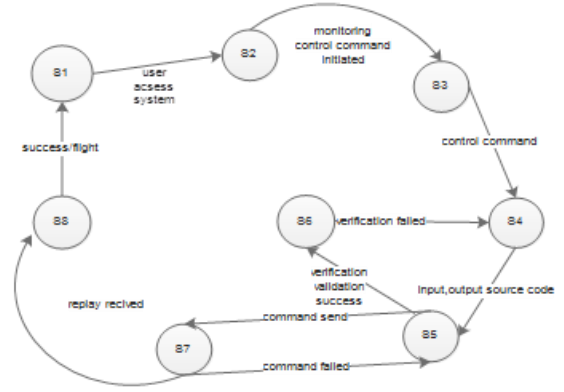 S1
user
acsess
system
S2
monitoring
control command
initiated
S3
control command
S4
input,output source code
S5
verification
validation
success
S6
verification failed
command send
S7
command failed
replay recived
S8
success/flight